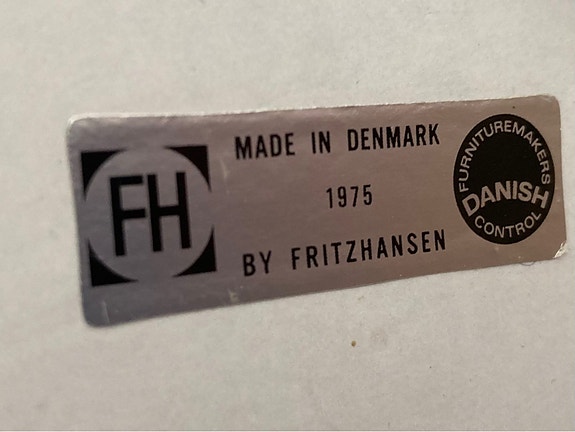 FH
MADE IN DENMARK
1975
BY FRITZHANSEN
FURNITUREMAKERS
DANISH
CONTROL